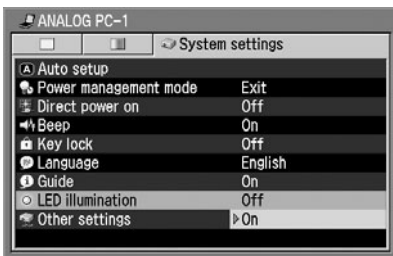 ANALOG PC-1
System settings
A Auto setup
Power management mode Exit
Direct power on Off
Beep On
Key lock Off
Language English
Guide On
LED illumination Off
Other settings On